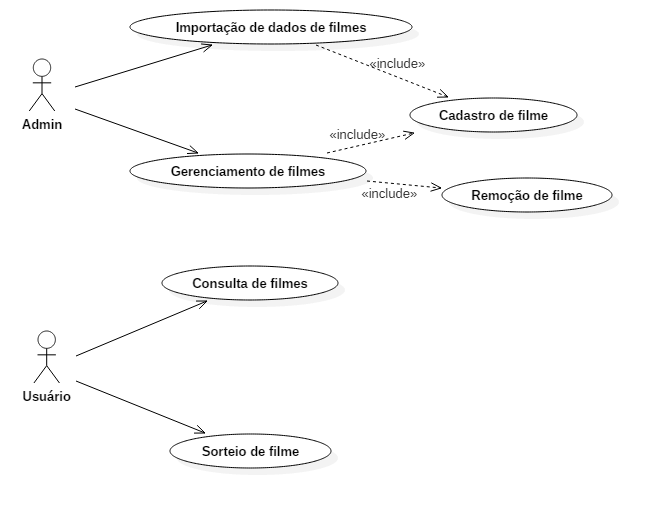 Importação de dados de filmes
«include»
Admin
Cadastro de filme
«include»
Gerenciamento de filmes
«include»
Remoção de filme
Consulta de filmes
Usuário
Sorteio de filme